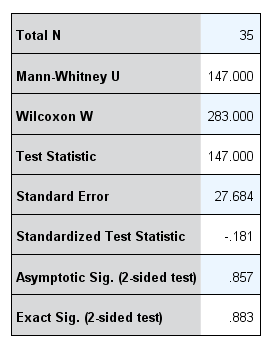 Total N 35
Mann-Whitney U 147.000
Wilcoxon W 283.000
Test Statistic 147.000
Standard Error 27.684
Standardized Test Statistic -.181
Asymptotic Sig. (2-sided test) .857
Exact Sig. (2-sided test) .883